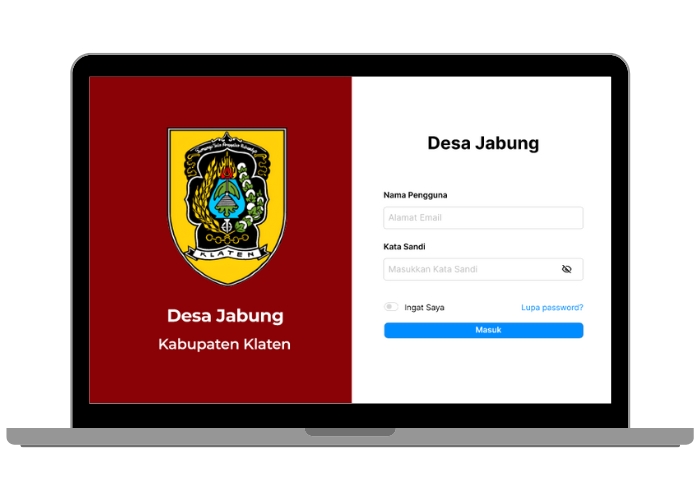 KLATEN
Desa Jabung
Kabupaten Klaten
Desa Jabung
Nama Pengguna
Alamat Email
Kata Sandi
Masukkan Kata Sandi
Ingat Saya
Lupa password?
Masuk